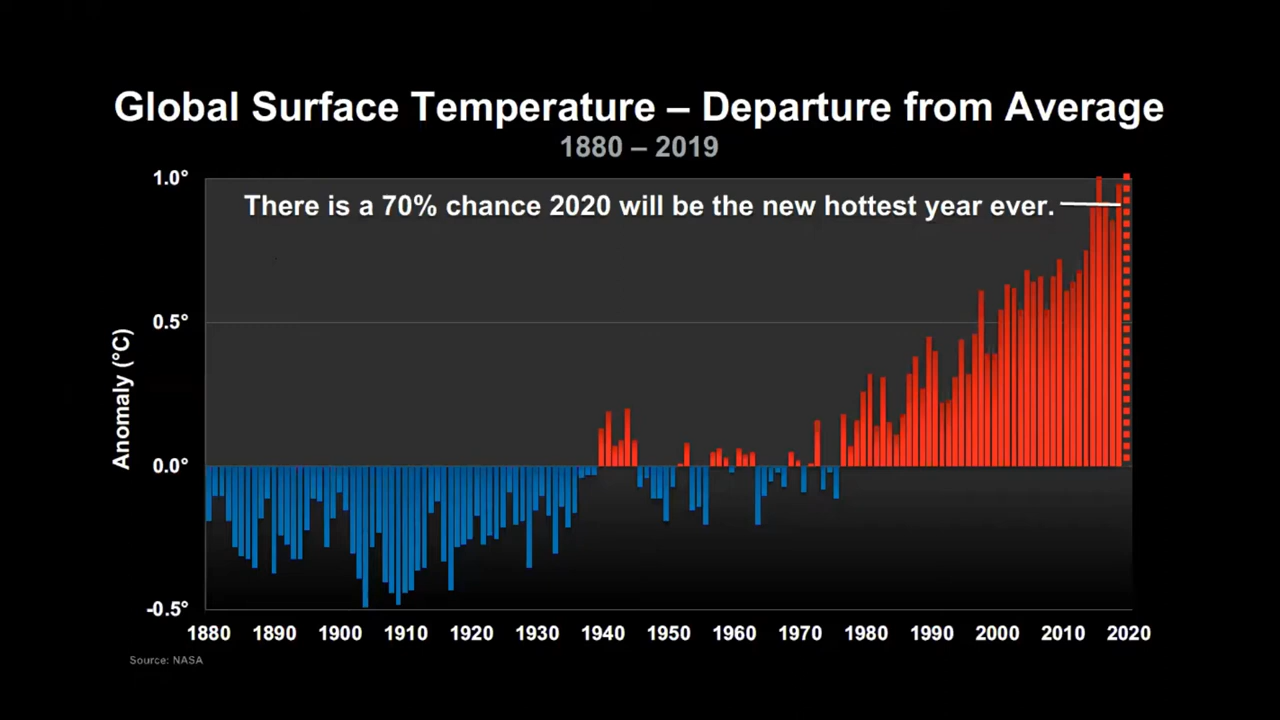 Global Surface Temperature – Departure from Average
1880 – 2019
There is a 70% chance 2020 will be the new hottest year ever.
1.0°
0.5°
0.0°
-0.5°
Anomaly (°C)
1880 1890 1900 1910 1920 1930 1940 1950 1960 1970 1980 1990 2000 2010 2020
Source: NASA